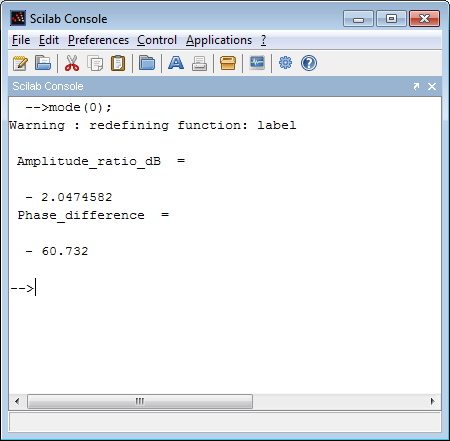 Scilab Console
File Edit Preferences Control Applications ?
Scilab Console
-->mode(0);
Warning : redefining function: label
Amplitude_ratio_dB =
- 2.0474582
Phase_difference =
- 60.732
-->